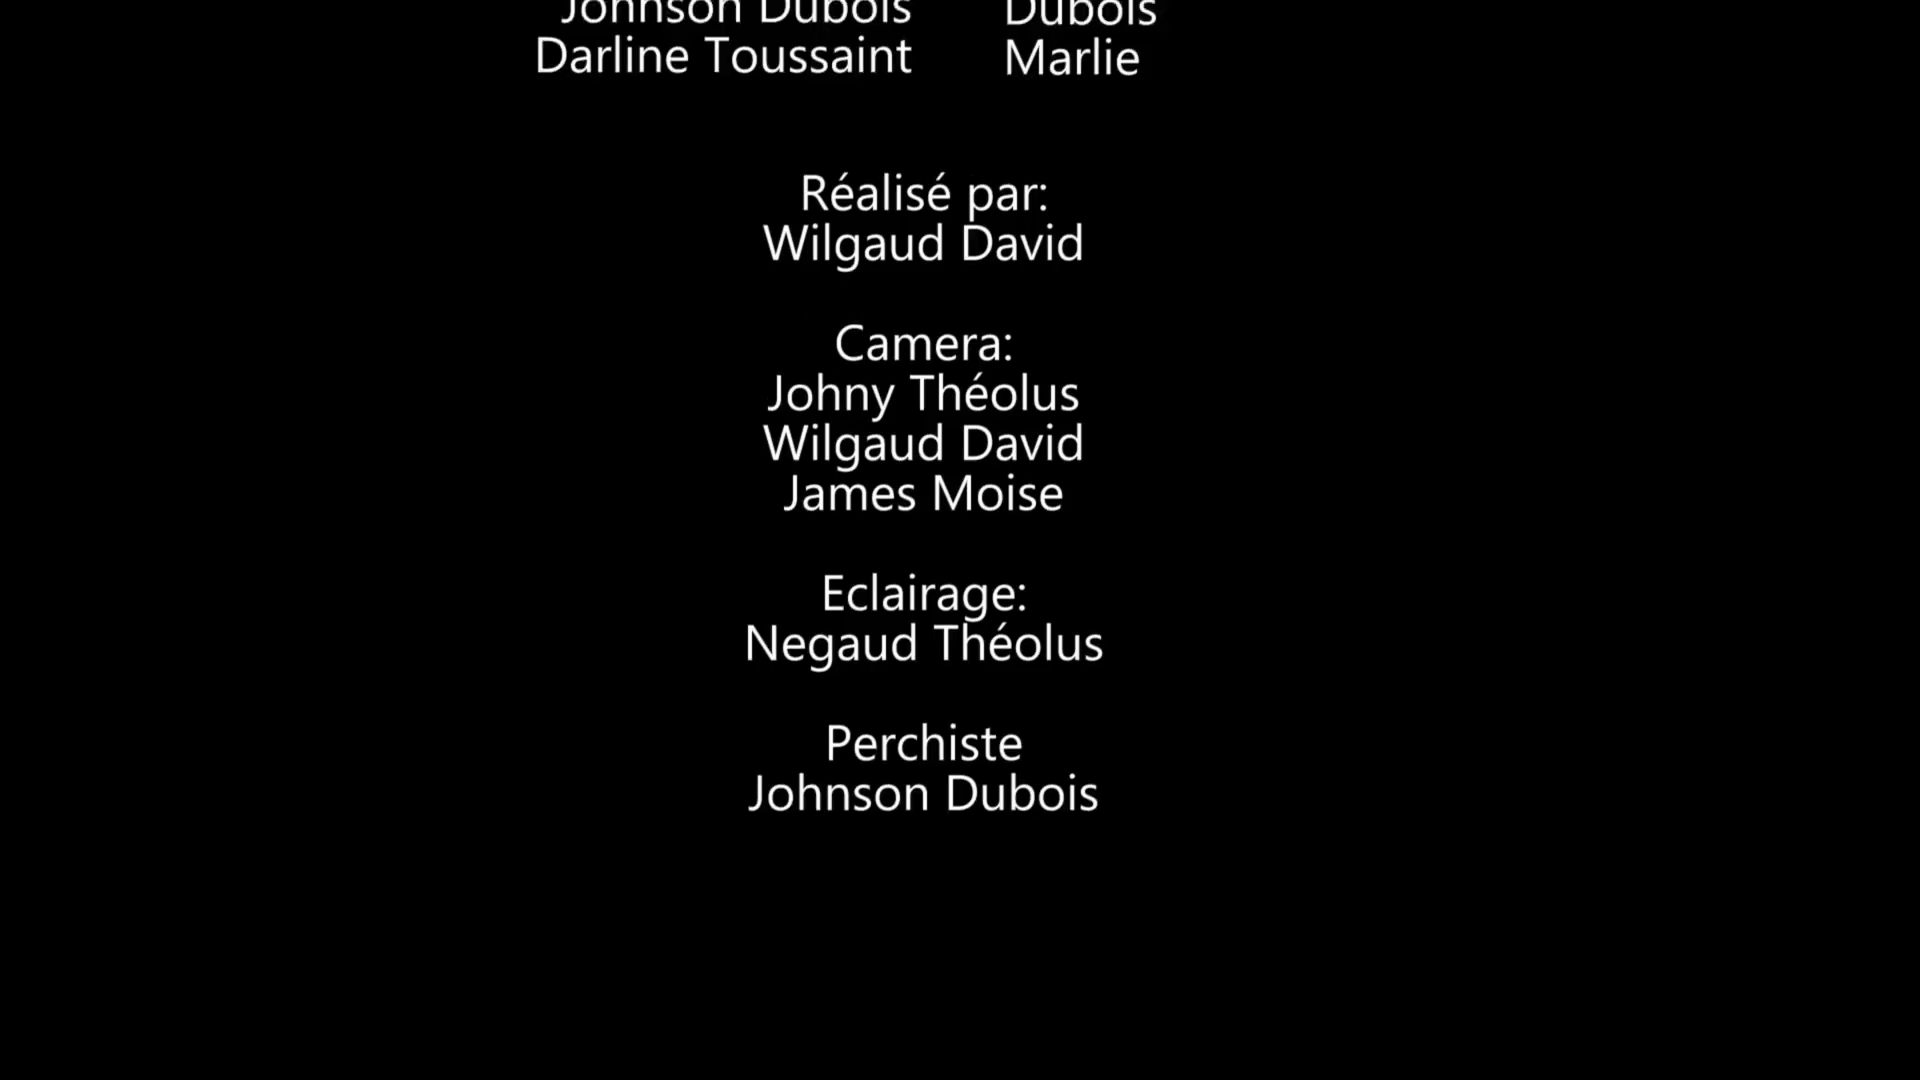 Johnson Dubois Dubois
Darline Toussaint Marlie
Réalisé par:
Wilgaud David
Camera:
Johny Théolus
Wilgaud David
James Moise
Eclairage:
Negaud Théolus
Perchiste
Johnson Dubois